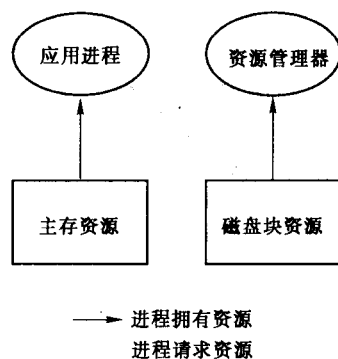 应用进程
资源管理器
主存资源
磁盘块资源
进程拥有资源
进程请求资源